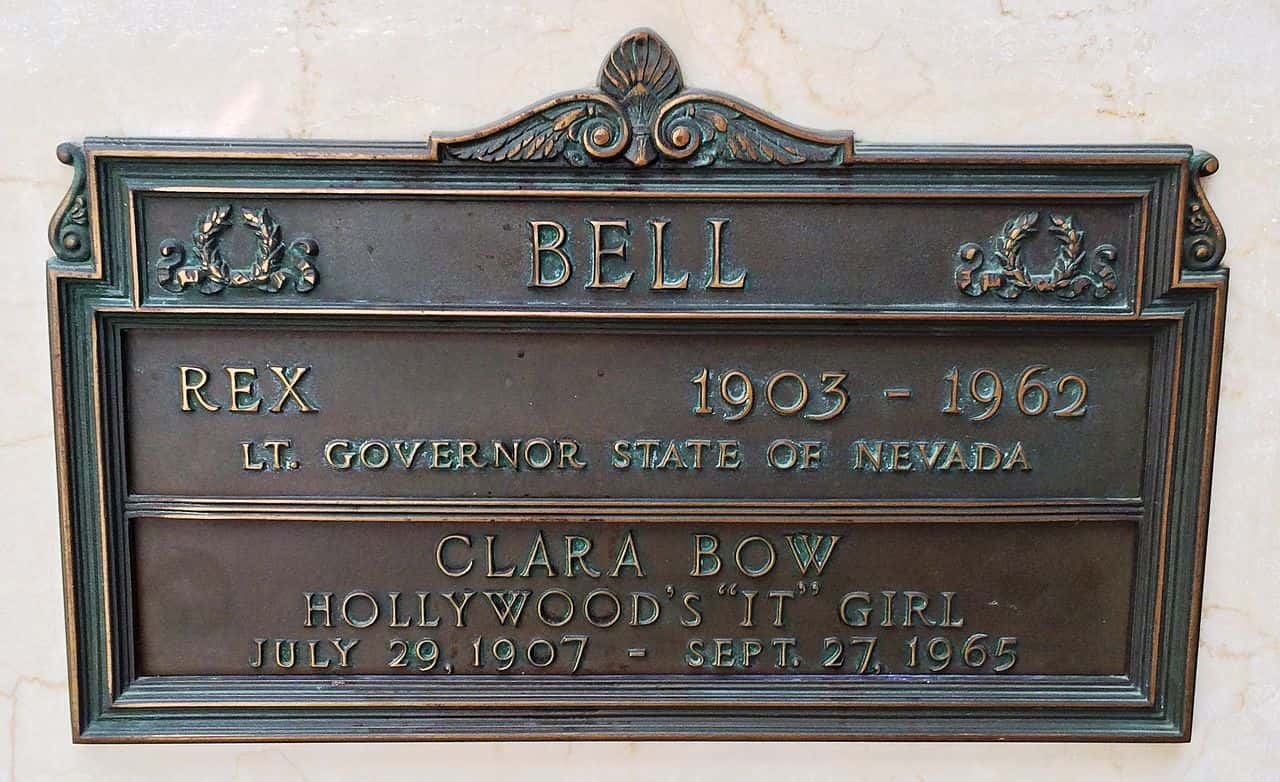 BELL
REX 1903 - 1962
LT. GOVERNOR STATE OF NEVADA
CLARA BOW
HOLLYWOOD'S "IT" GIRL
JULY 29, 1907 - SEPT. 27, 1965